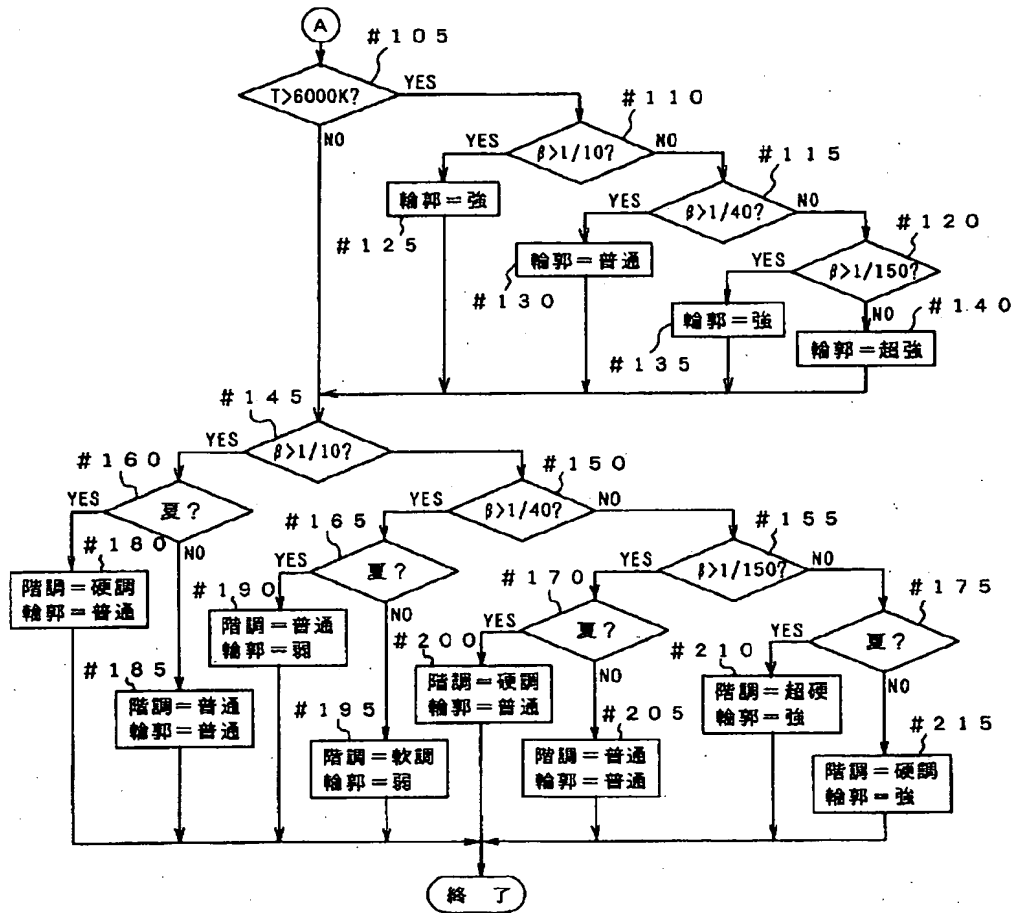 A
#105
T>6000K?
YES
NO
#110
β>1/10?
YES
NO
#115
β>1/40?
YES
NO
#120
β>1/150?
YES
NO
輪郭=強
#125
輪郭=普通
#130
輪郭=強
#135
輪郭=超強
#140
#145
β>1/10?
YES
#150
β>1/40?
YES
NO
#155
β>1/150?
YES
NO
#160
夏?
YES
NO
#165
夏?
YES
NO
#170
夏?
YES
NO
#175
夏?
YES
NO
#180
階調=硬調
輪郭=普通
#185
階調=普通
輪郭=普通
#190
階調=普通
輪郭=弱
#195
階調=軟調
輪郭=弱
#200
階調=硬調
輪郭=普通
#205
階調=普通
輪郭=普通
#210
階調=超硬
輪郭=強
#215
階調=硬調
輪郭=強
終 了